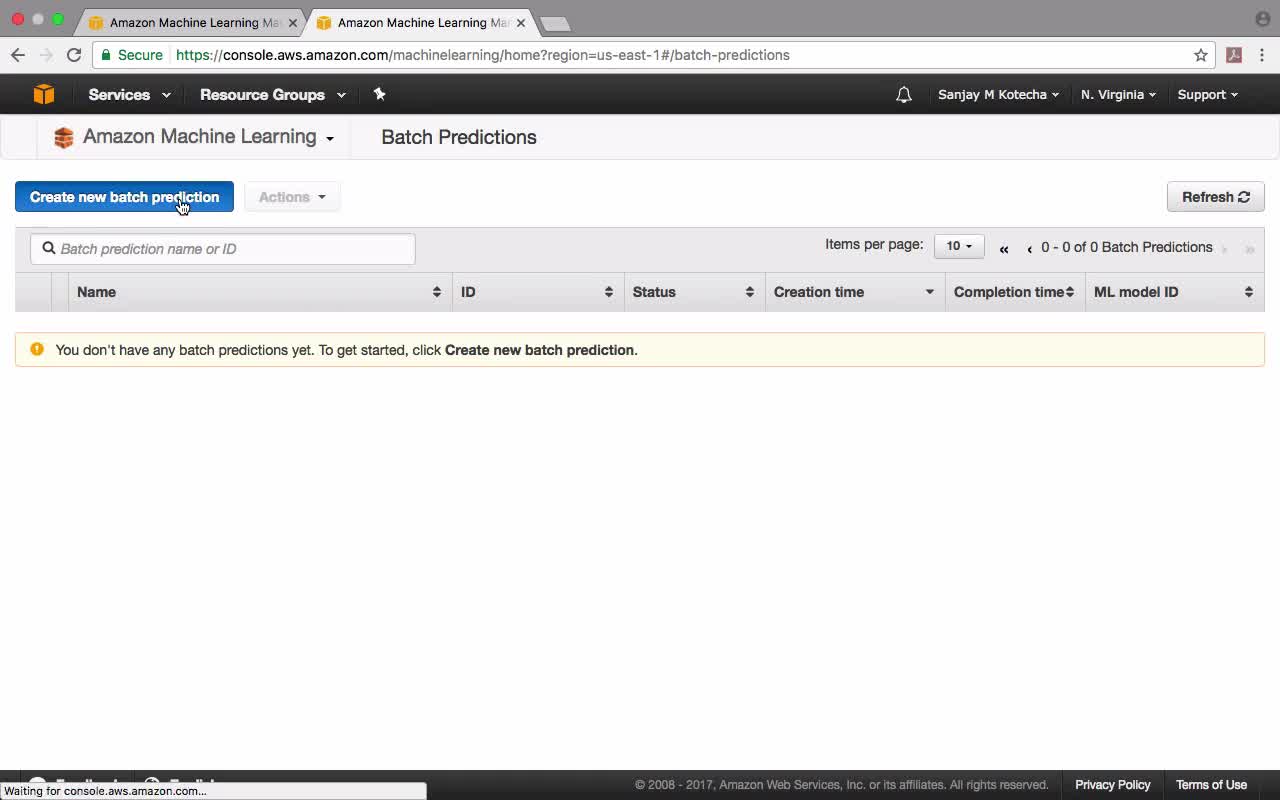 Amazon Machine Learning Ma
Amazon Machine Learning Ma
Secure https://console.aws.amazon.com/machinelearning/home?region=us-east-1#/batch-predictions
Services Resource Groups Sanjay M Kotecha N. Virginia Support
Amazon Machine Learning Batch Predictions
Create new batch prediction Actions Refresh
Batch prediction name or ID Items per page: 10 « ‹ 0 - 0 of 0 Batch Predictions › »
Name ID Status Creation time Completion time ML model ID
You don't have any batch predictions yet. To get started, click Create new batch prediction.
© 2008 - 2017, Amazon Web Services, Inc. or its affiliates. All rights reserved. Privacy Policy Terms of Use
Waiting for console.aws.amazon.com...